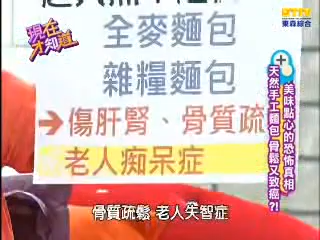 現在才知道
東森綜合
全麥麵包
雜糧麵包
→傷肝腎、骨質疏
老人痴呆症
美味點心的恐怖真相
天然手工麵包 骨鬆又致癌?!
骨質疏鬆 老人失智症